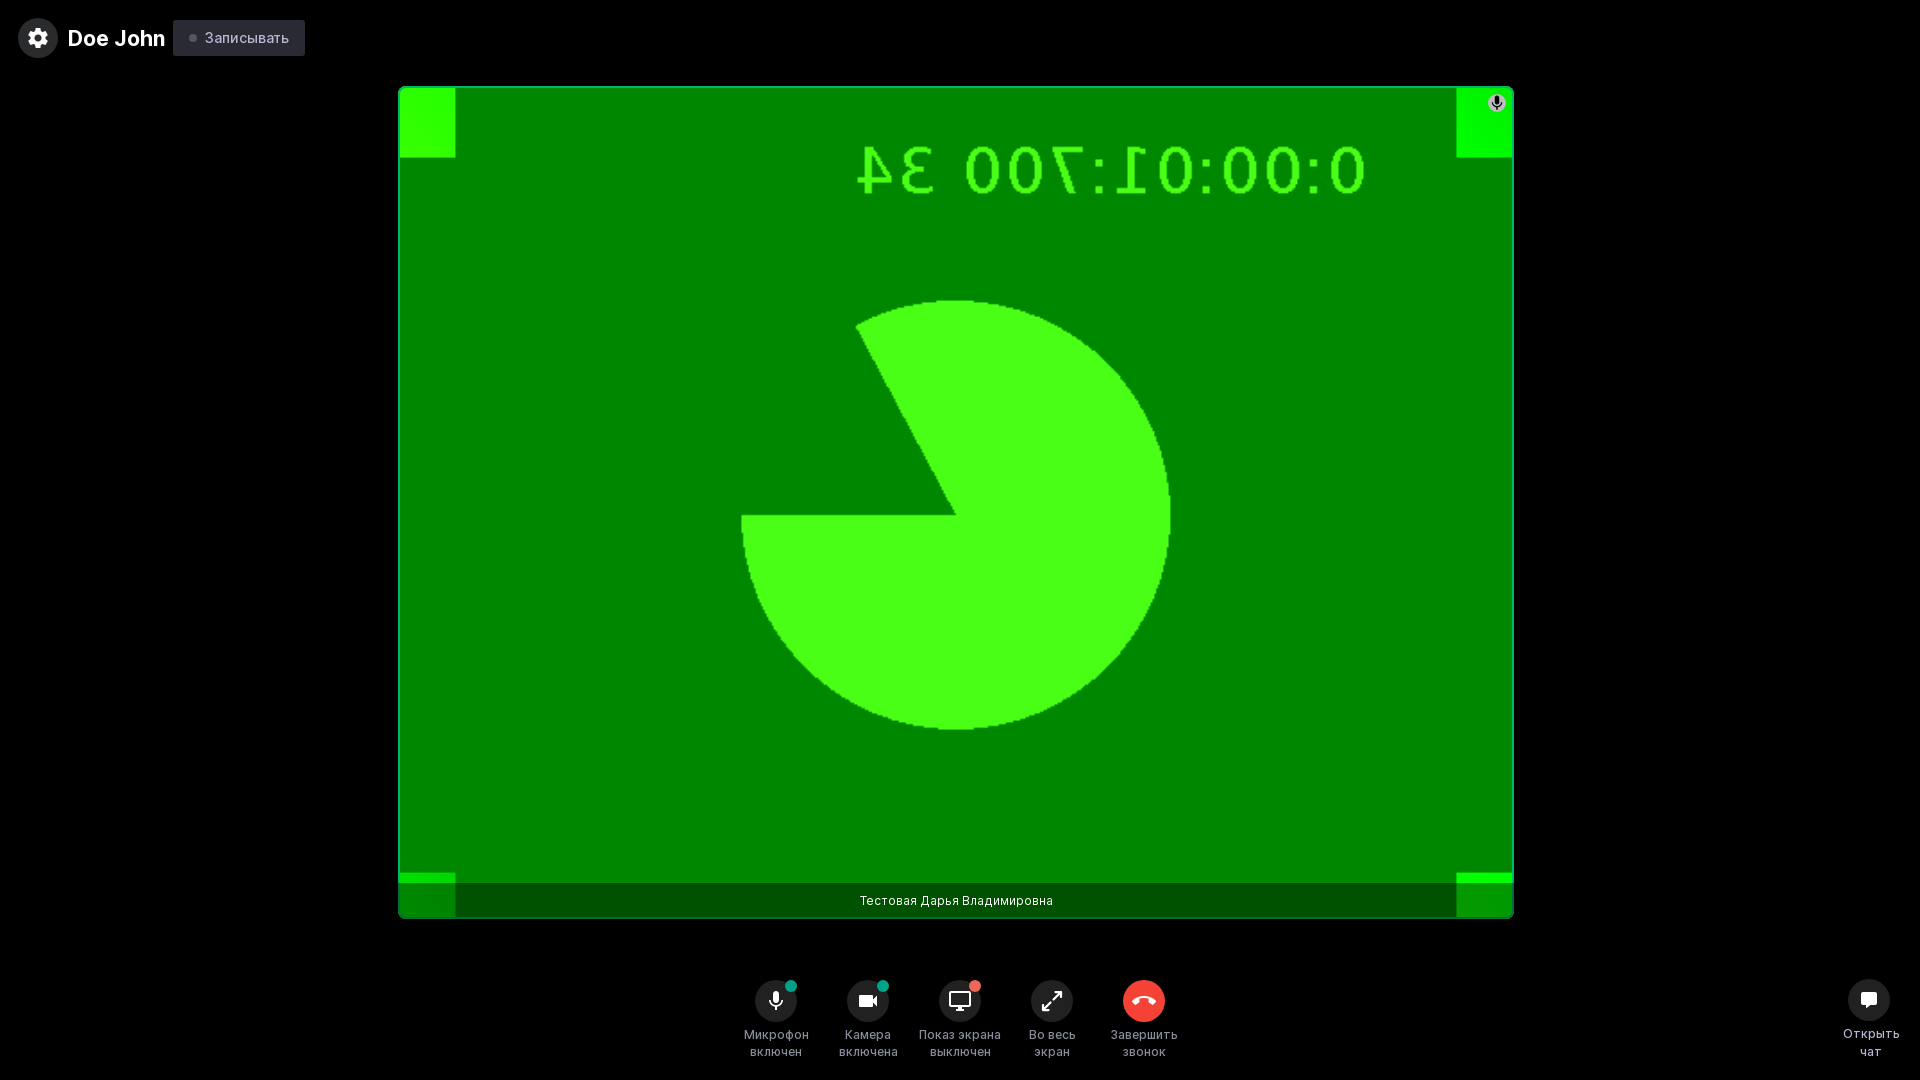 Doe John
Записывать
0:00:01:700 34
Тестовая Дарья Владимировна
Микрофон
включен
Камера
включена
Показ экрана
выключен
Во весь
экран
Завершить
звонок
Открыть
чат